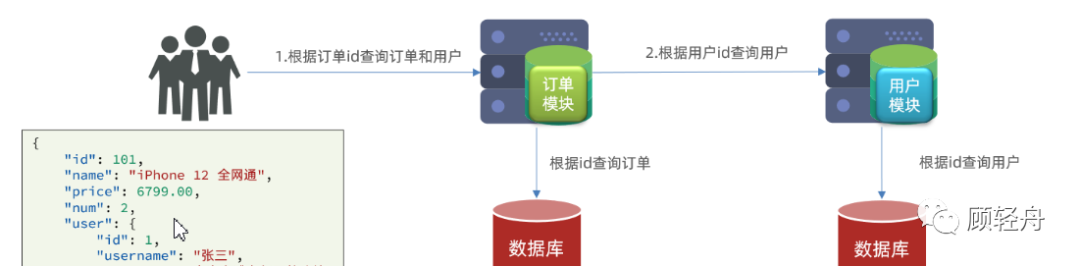 1.根据订单id查询订单和用户
2.根据用户id查询用户
订单
模块
用户
模块
根据id查询订单
根据id查询用户
{
"id": 101,
"name": "iPhone 12 全网通",
"price": 6799.00,
"num": 2,
"user": {
"id": 1,
"username": "张三",
数据库
数据库
顾轻舟